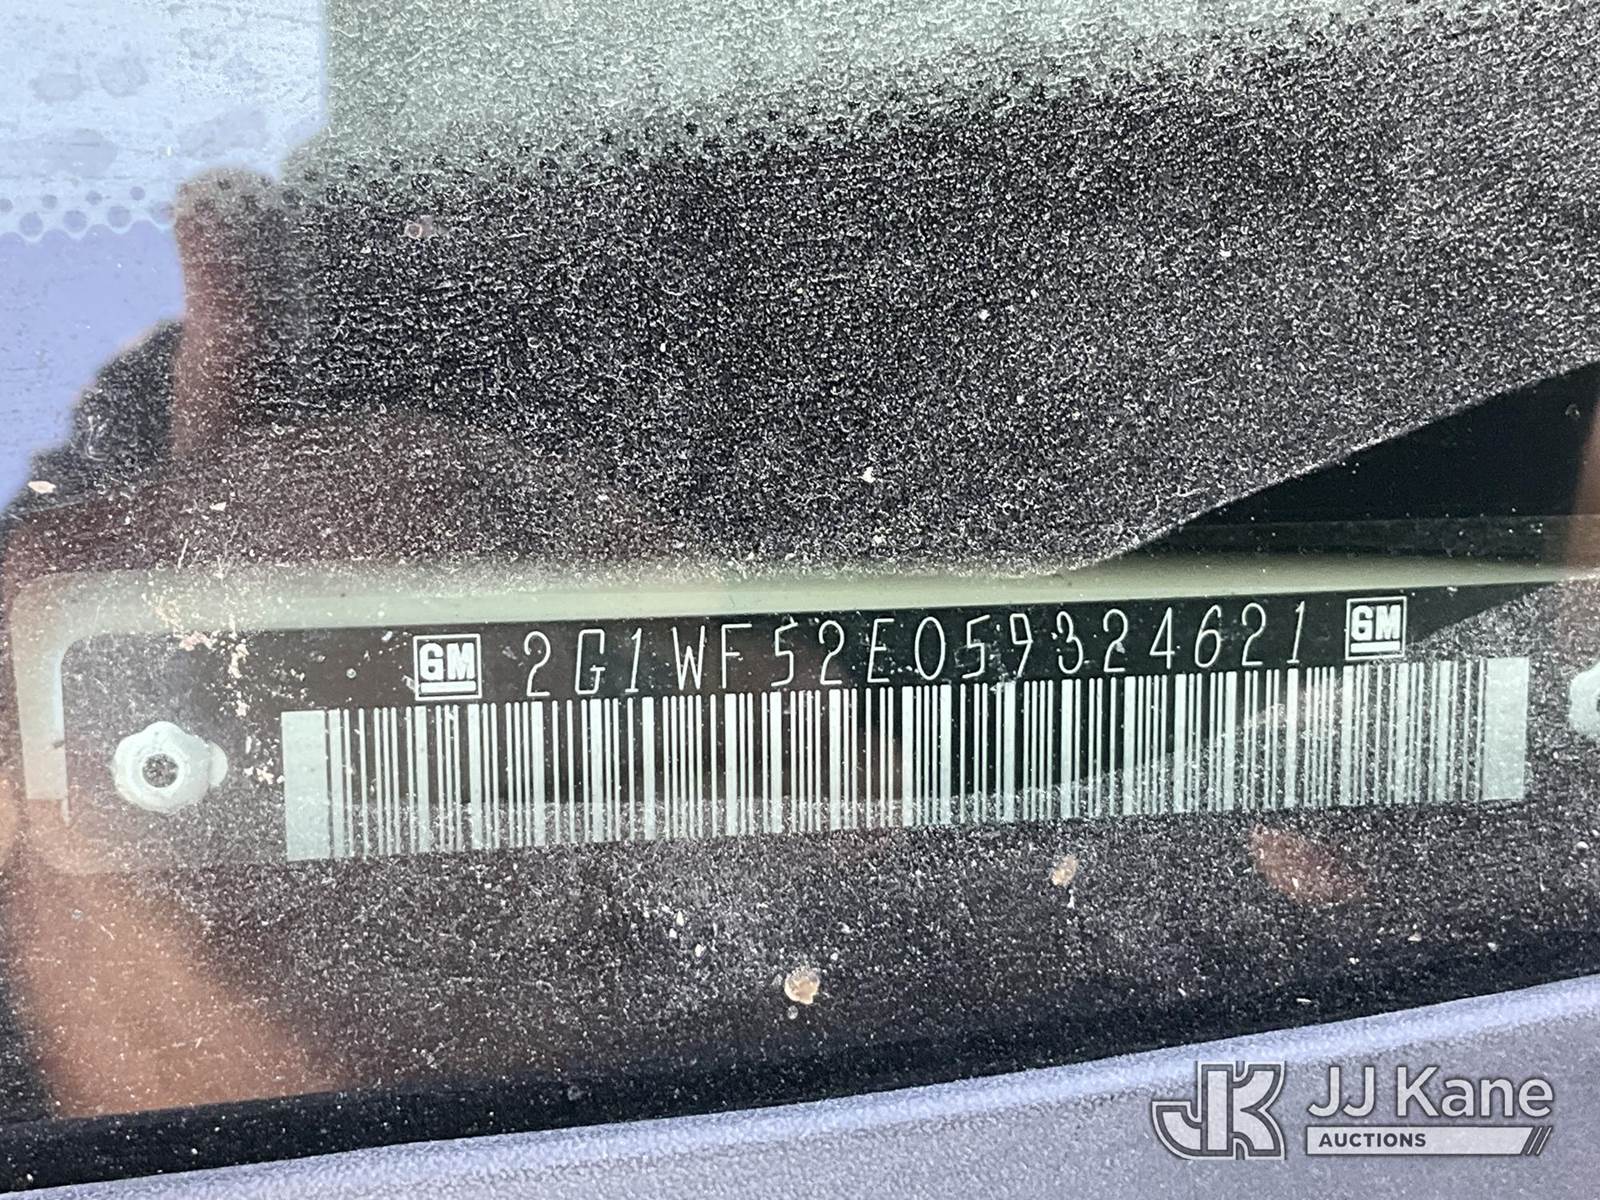 GM 2G1WF52E059324621 GM
JJ Kane
AUCTIONS